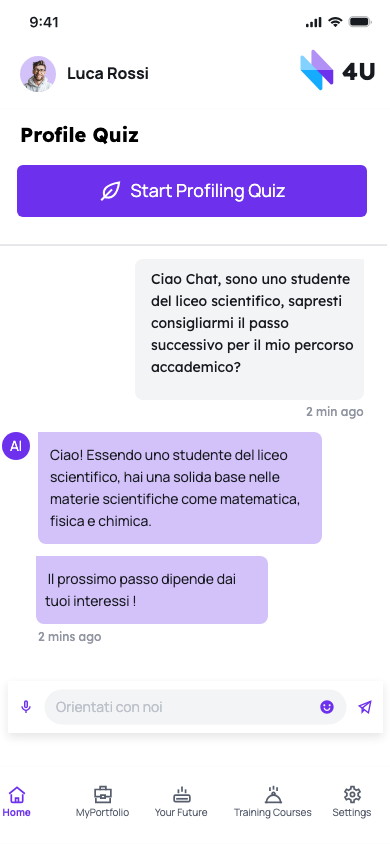 9:41
Luca Rossi
4U
Profile Quiz
Start Profiling Quiz
Ciao Chat, sono uno studente
del liceo scientifico, sapresti
consigliarmi il passo
successivo per il mio percorso
accademico?
2 min ago
AI
Ciao! Essendo uno studente del liceo
scientifico, hai una solida base nelle
materie scientifiche come matematica,
fisica e chimica.
Il prossimo passo dipende dai
tuoi interessi !
2 mins ago
Orientati con noi
Home
MyPortfolio
Your Future
Training Courses
Settings